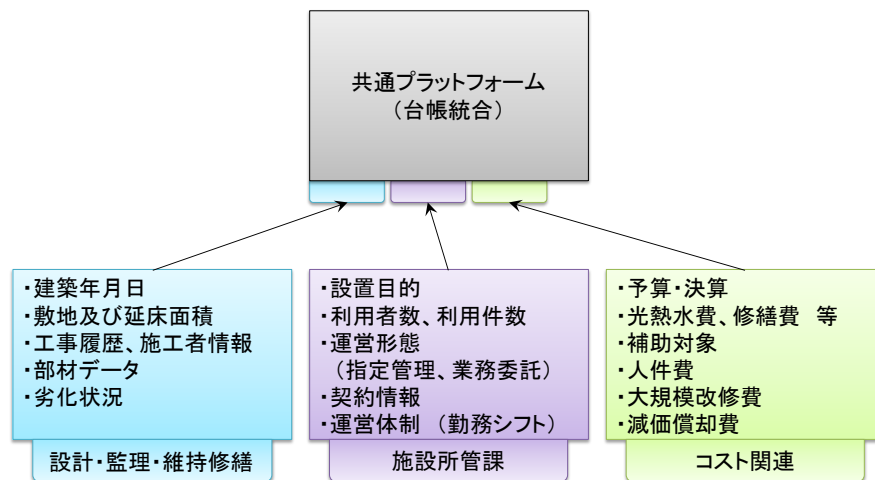 共通プラットフォーム
（台帳統合）
・建築年月日
・敷地及び延床面積
・工事履歴、施工者情報
・部材データ
・劣化状況
設計・監理・維持修繕
・設置目的
・利用者数、利用件数
・運営形態
（指定管理、業務委託）
・契約情報
・運営体制　（勤務シフト）
施設所管課
・予算・決算
・光熱水費、修繕費　等
・補助対象
・人件費
・大規模改修費
・減価償却費
コスト関連